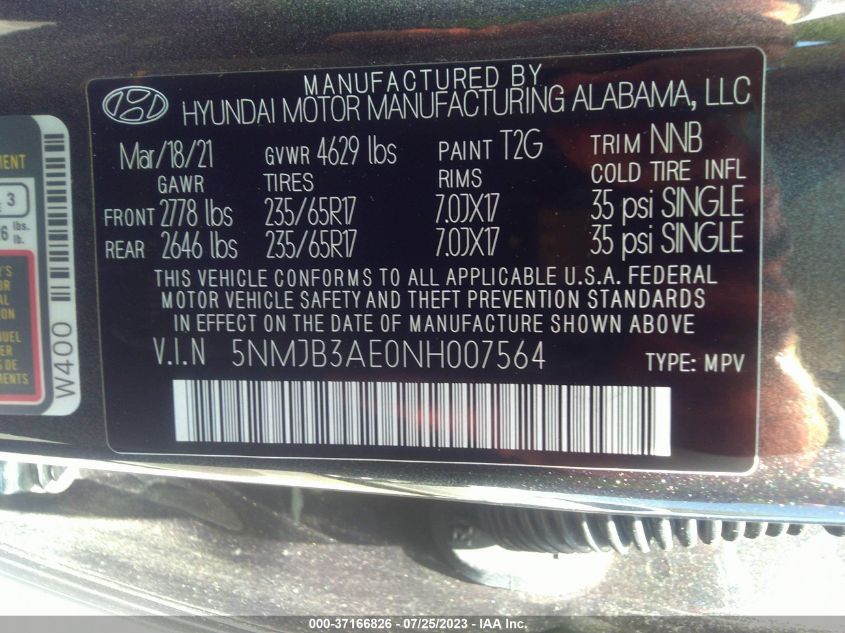 MANUFACTURED BY
HYUNDAI MOTOR MANUFACTURING ALABAMA, LLC
Mar/18/21 GVWR 4629 lbs PAINT T2G TRIM NNB
GAWR TIRES RIMS COLD TIRE INFL
FRONT 2778 lbs 235/65R17 7.0JX17 35 psi SINGLE
REAR 2646 lbs 235/65R17 7.0JX17 35 psi SINGLE
THIS VEHICLE CONFORMS TO ALL APPLICABLE U.S.A. FEDERAL
MOTOR VEHICLE SAFETY AND THEFT PREVENTION STANDARDS
IN EFFECT ON THE DATE OF MANUFACTURE SHOWN ABOVE
V.I.N 5NMJB3AE0NH007564 TYPE: MPV
3
lbs.
lb.
W400
000-37166826 - 07/25/2023 - © IAA Inc.